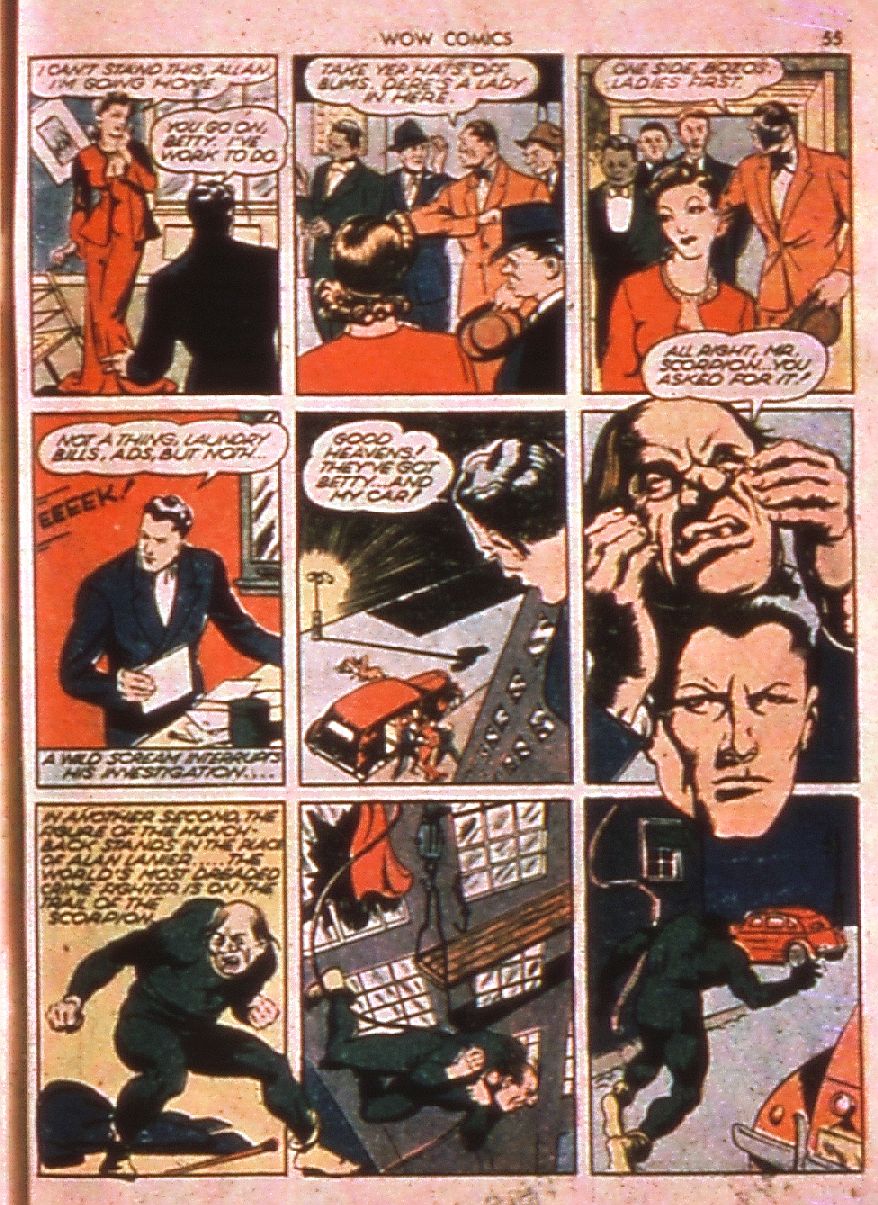 WOW COMICS
55
I CAN'T STAND THIS, ALLAN
I'M GOING HOME.
YOU GO ON,
BETTY. I'VE
WORK TO DO.
TAKE YER HATS OFF,
BUMS, DERE'S A LADY
IN HERE.
ONE SIDE, BOZOS.
LADIES FIRST.
NOT A THING, LAUNDRY
BILLS, ADS, BUT NOTH...
EEEEK!
A WILD SCREAM INTERRUPTS
HIS INVESTIGATION....
GOOD
HEAVENS!
THEY'VE GOT
BETTY...AND
MY CAR!
ALL RIGHT, MR.
SCORPION...YOU
ASKED FOR IT!
IN ANOTHER SECOND, THE
FIGURE OF THE HUNCH-
BACK STANDS IN THE PLACE
OF ALAN LANIER.....THE
WORLD'S MOST DREADED
CRIME FIGHTER IS ON THE
TRAIL OF THE
SCORPION.